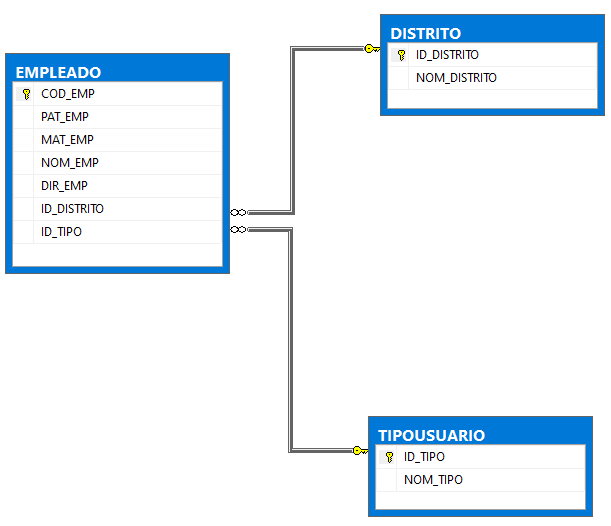 EMPLEADO
COD_EMP
PAT_EMP
MAT_EMP
NOM_EMP
DIR_EMP
ID_DISTRITO
ID_TIPO
DISTRITO
ID_DISTRITO
NOM_DISTRITO
TIPOUSUARIO
ID_TIPO
NOM_TIPO